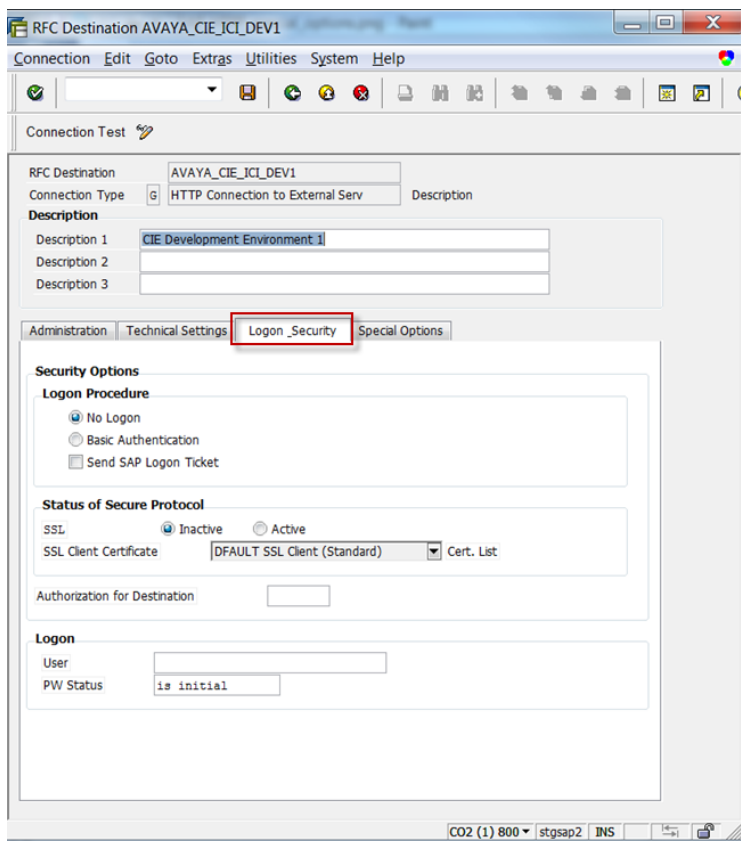 RFC Destination AVAYA_CIE_ICI_DEV1
Connection Edit Goto Extras Utilities System Help
Connection Test
RFC Destination AVAYA_CIE_ICI_DEV1
Connection Type G HTTP Connection to External Serv Description
Description
Description 1 CIE Development Environment 1
Description 2
Description 3
Administration Technical Settings Logon _Security Special Options
Security Options
Logon Procedure
No Logon
Basic Authentication
Send SAP Logon Ticket
Status of Secure Protocol
SSL Inactive Active
SSL Client Certificate DFAULT SSL Client (Standard) Cert. List
Authorization for Destination
Logon
User
PW Status is initial
CO2 (1) 800 stgsap2 INS